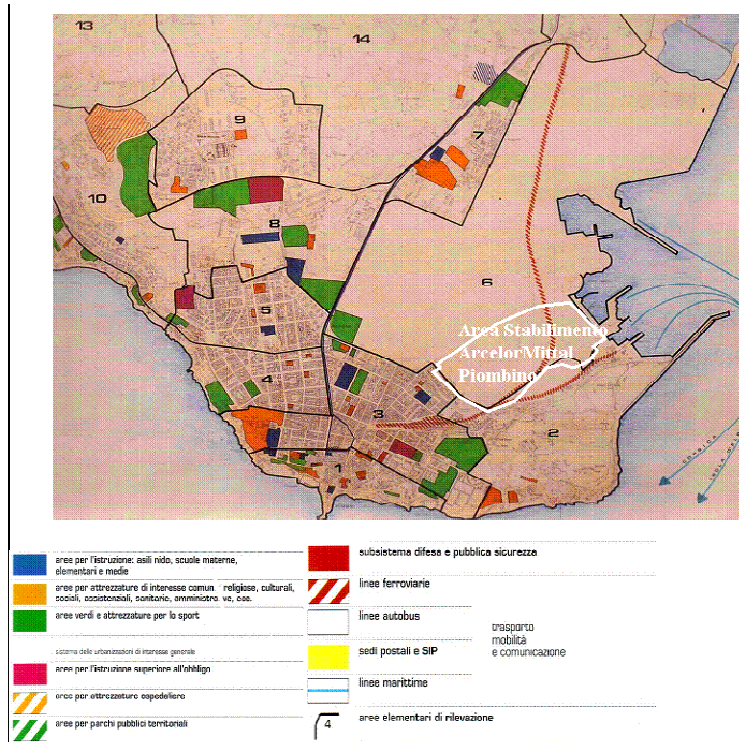 13
14
9
7
10
8
6
5
Area Stabilimento
ArcelorMittal
Piombino
4
3
2
1
CORSICA
aree per l'istruzione: asili nido, scuole materne,
elementari e medie
aree per attrezzature di interesse comun. religiose, culturali,
sociali, assistenziali, sanitarie, amministra. ve, ecc.
aree verdi e attrezzature per lo sport
sistema delle urbanizzazioni di interesse generale
aree per l'istruzione superiore all'obbligo
aree per attrezzature ospedaliere
aree per parchi pubblici territoriali
subsistema difesa e pubblica sicurezza
linee ferroviarie
linee autobus
sedi postali e SIP
linee marittime
4
aree elementari di rilevazione
trasporto
mobilità
e comunicazione